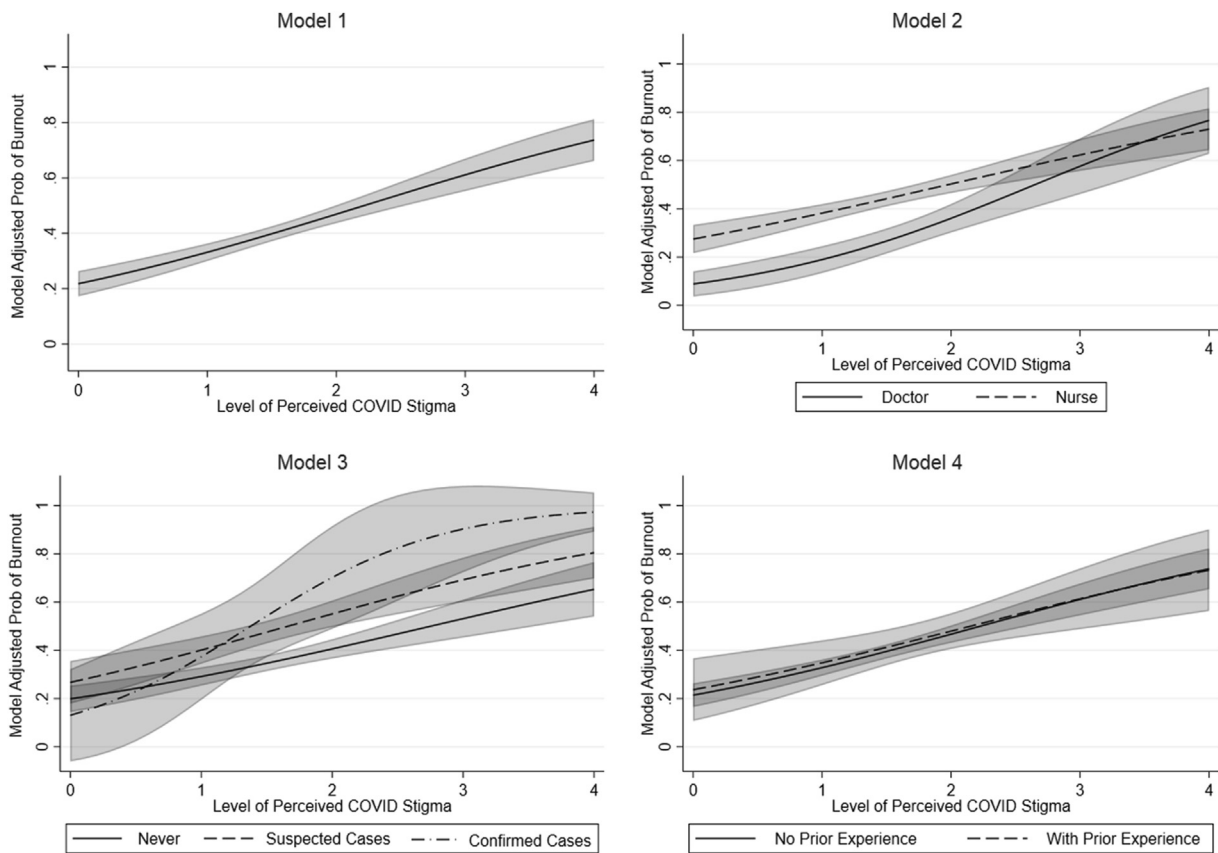 Model 1
Model Adjusted Prob of Burnout
1
.8
.6
.4
.2
0
0 1 2 3 4
Level of Perceived COVID Stigma
Model 2
Model Adjusted Prob of Burnout
1
.8
.6
.4
.2
0
0 1 2 3 4
Level of Perceived COVID Stigma
Doctor Nurse
Model 3
Model Adjusted Prob of Burnout
1
.8
.6
.4
.2
0
0 1 2 3 4
Level of Perceived COVID Stigma
Never Suspected Cases Confirmed Cases
Model 4
Model Adjusted Prob of Burnout
1
.8
.6
.4
.2
0
0 1 2 3 4
Level of Perceived COVID Stigma
No Prior Experience With Prior Experience